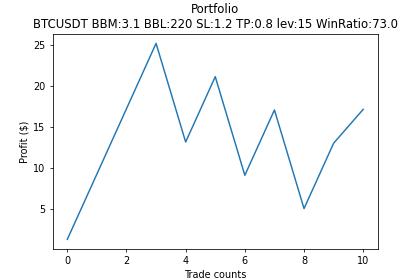 Portfolio
BTCUSDT BBM:3.1 BBL:220 SL:1.2 TP:0.8 lev:15 WinRatio:73.0
25
20
15
10
5
Profit ($)
0 2 4 6 8 10
Trade counts